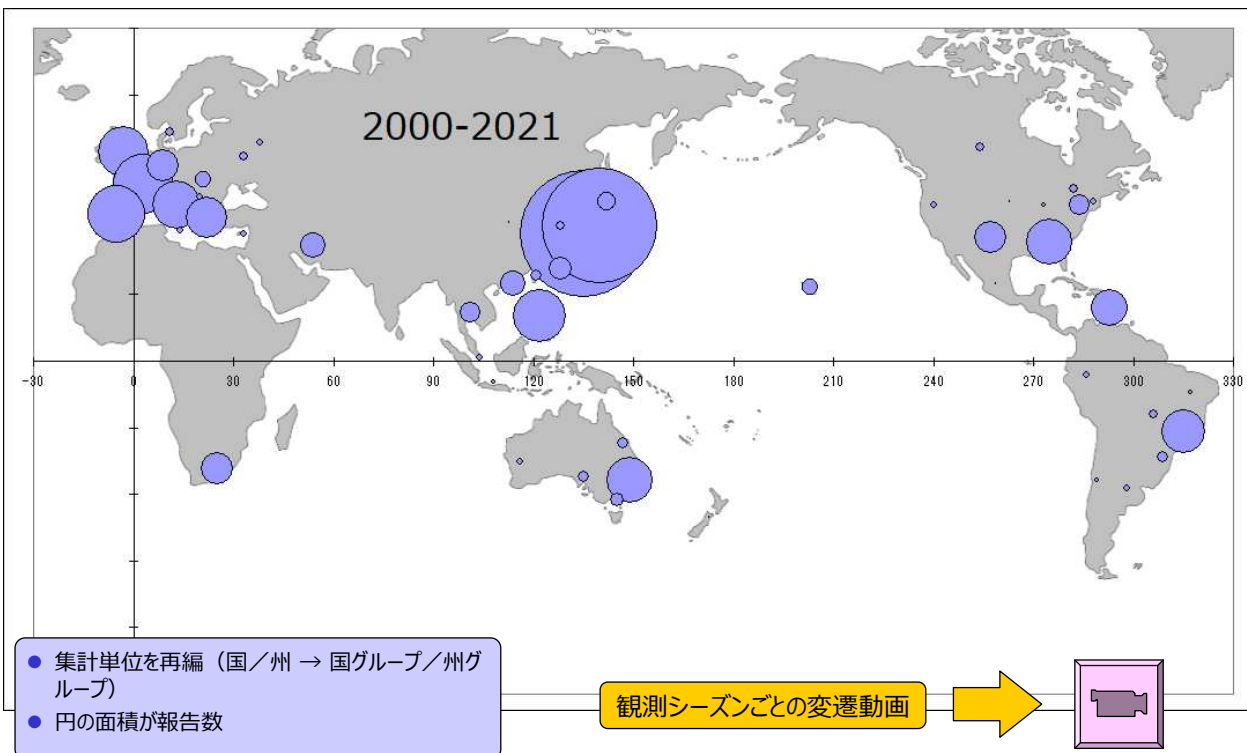 2000-2021
-30 0 30 60 90 120 150 180 210 240 270 300 330
● 集計単位を再編（国／州 → 国グループ／州グ
ループ）
● 円の面積が報告数
観測シーズンごとの変遷動画